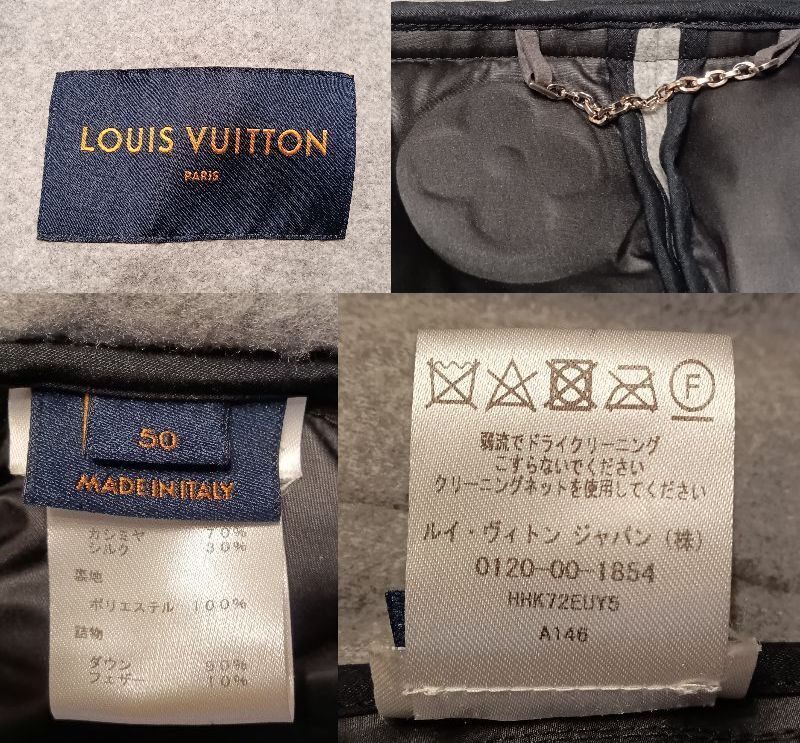 LOUIS VUITTON
PARIS
50
MADE IN ITALY
カシミヤ 70%
シルク 30%
裏地
ポリエステル 100%
詰物
ダウン 90%
フェザー 10%
F
弱流でドライクリーニング
こすらないでください
クリーニングネットを使用してください
ルイ・ヴィトン ジャパン (株)
0120-00-1854
HHK72EUY5
A146